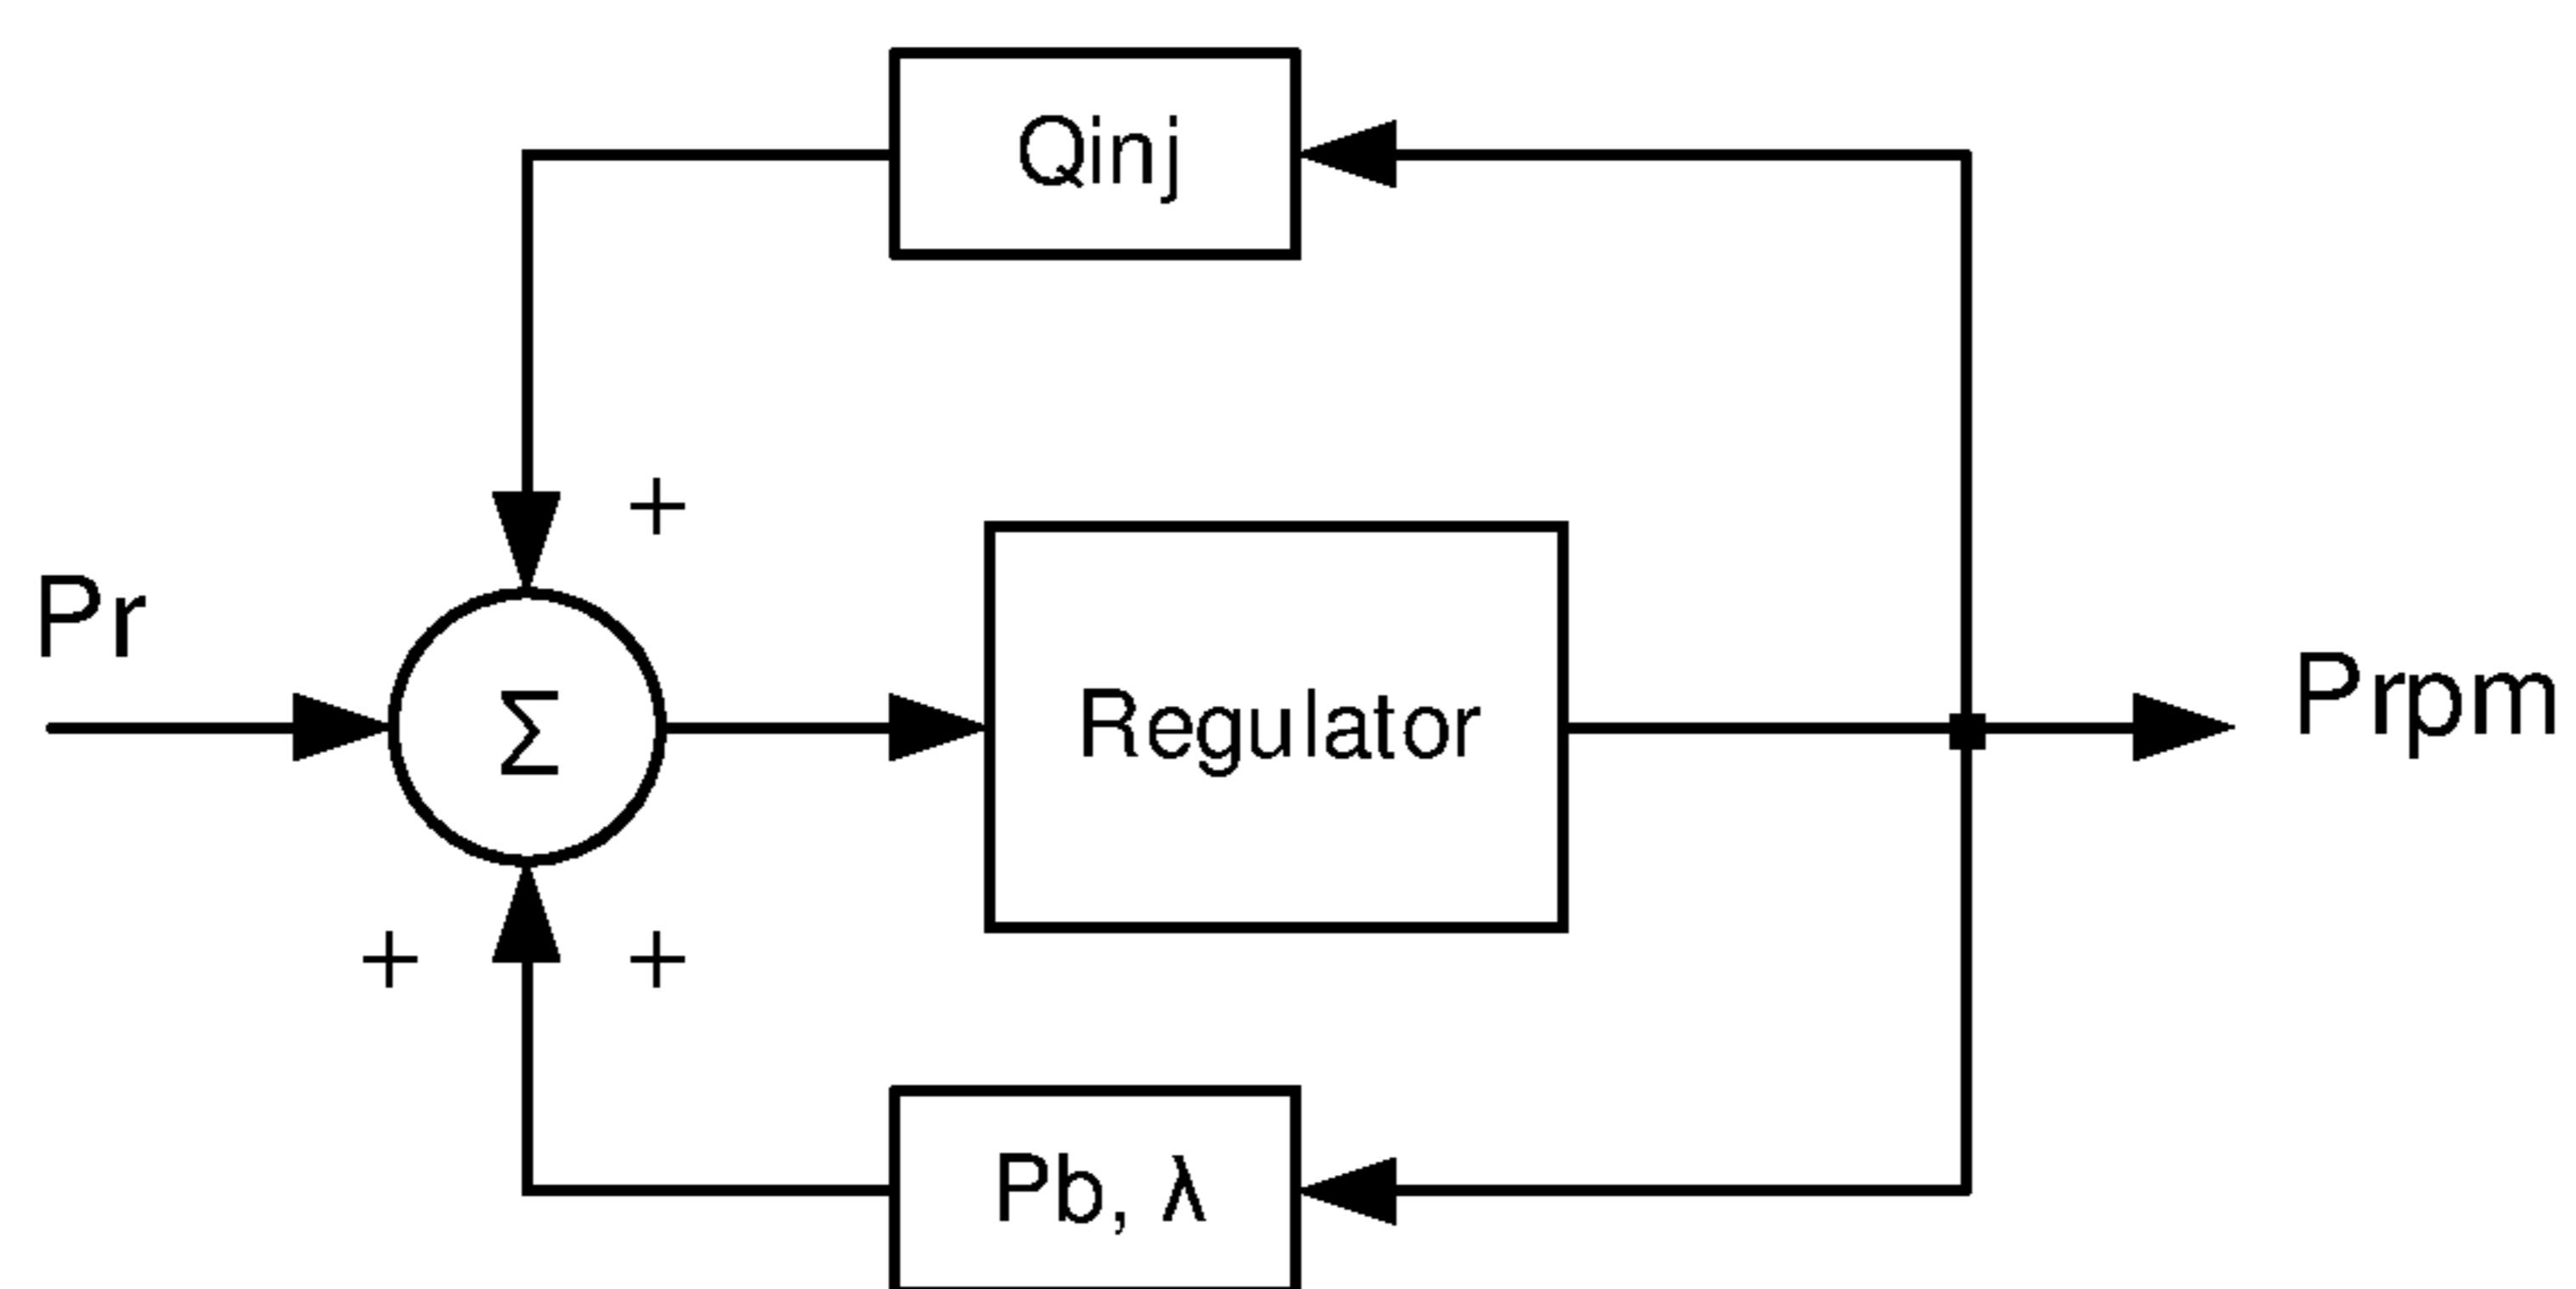 Qinj
+
Pr
Σ
Regulator
Prpm
+ +
Pb, λ